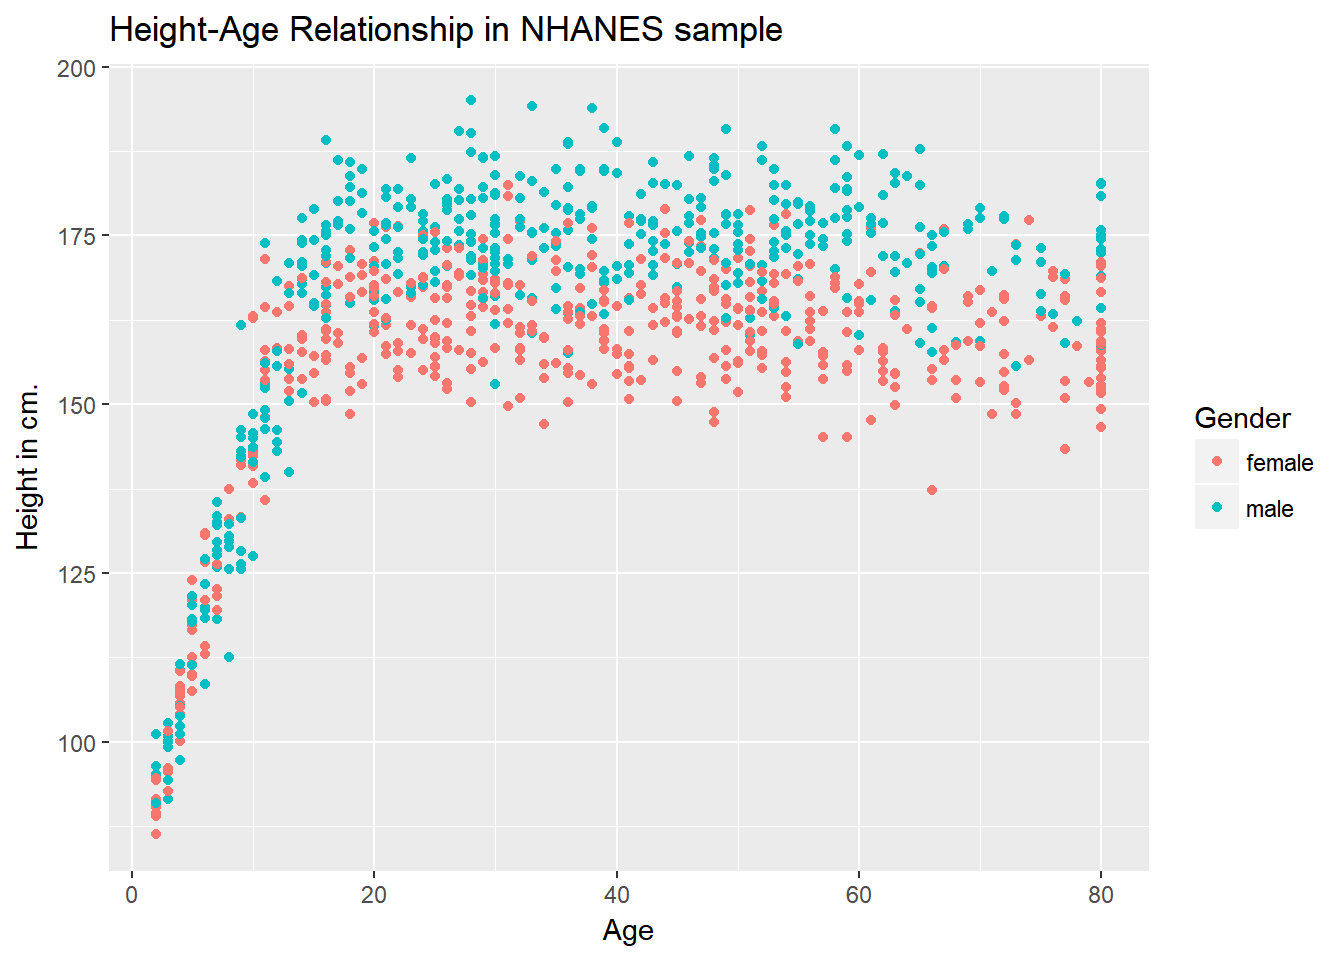 Height-Age Relationship in NHANES sample
200
175
150
125
100
Height in cm.
0 20 40 60 80
Age
Gender
female
male